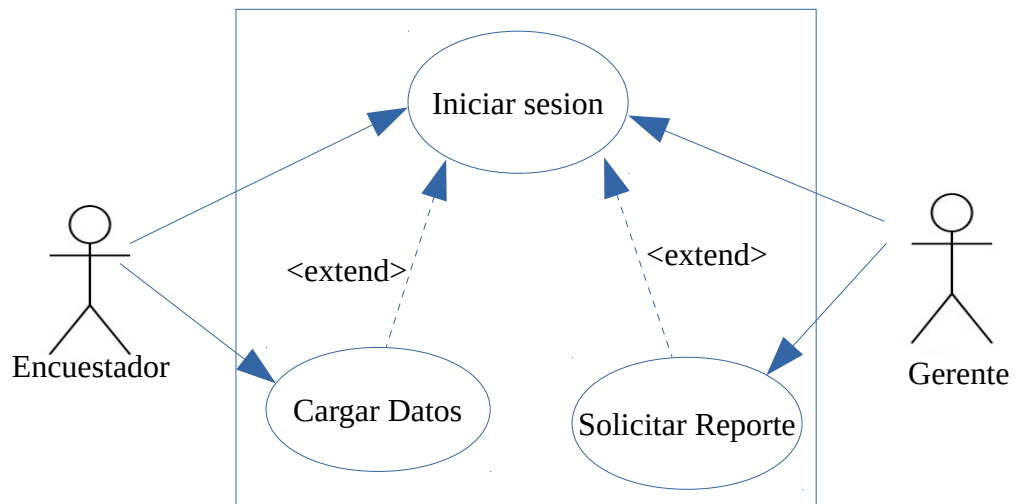 Iniciar sesion
<extend>
<extend>
Encuestador
Gerente
Cargar Datos
Solicitar Reporte